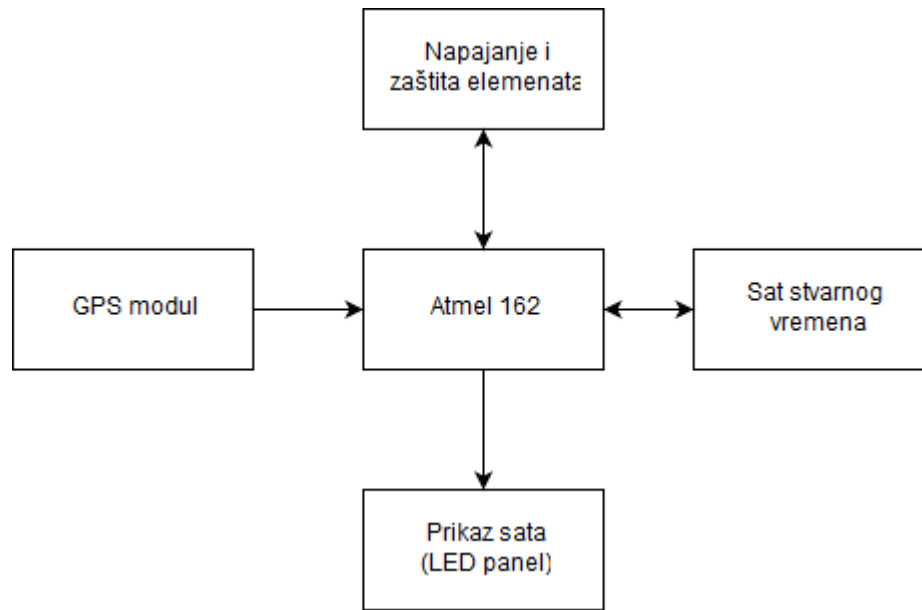 Napajanje i
zaštita elemenata
GPS modul
Atmel 162
Sat stvarnog
vremena
Prikaz sata
(LED panel)